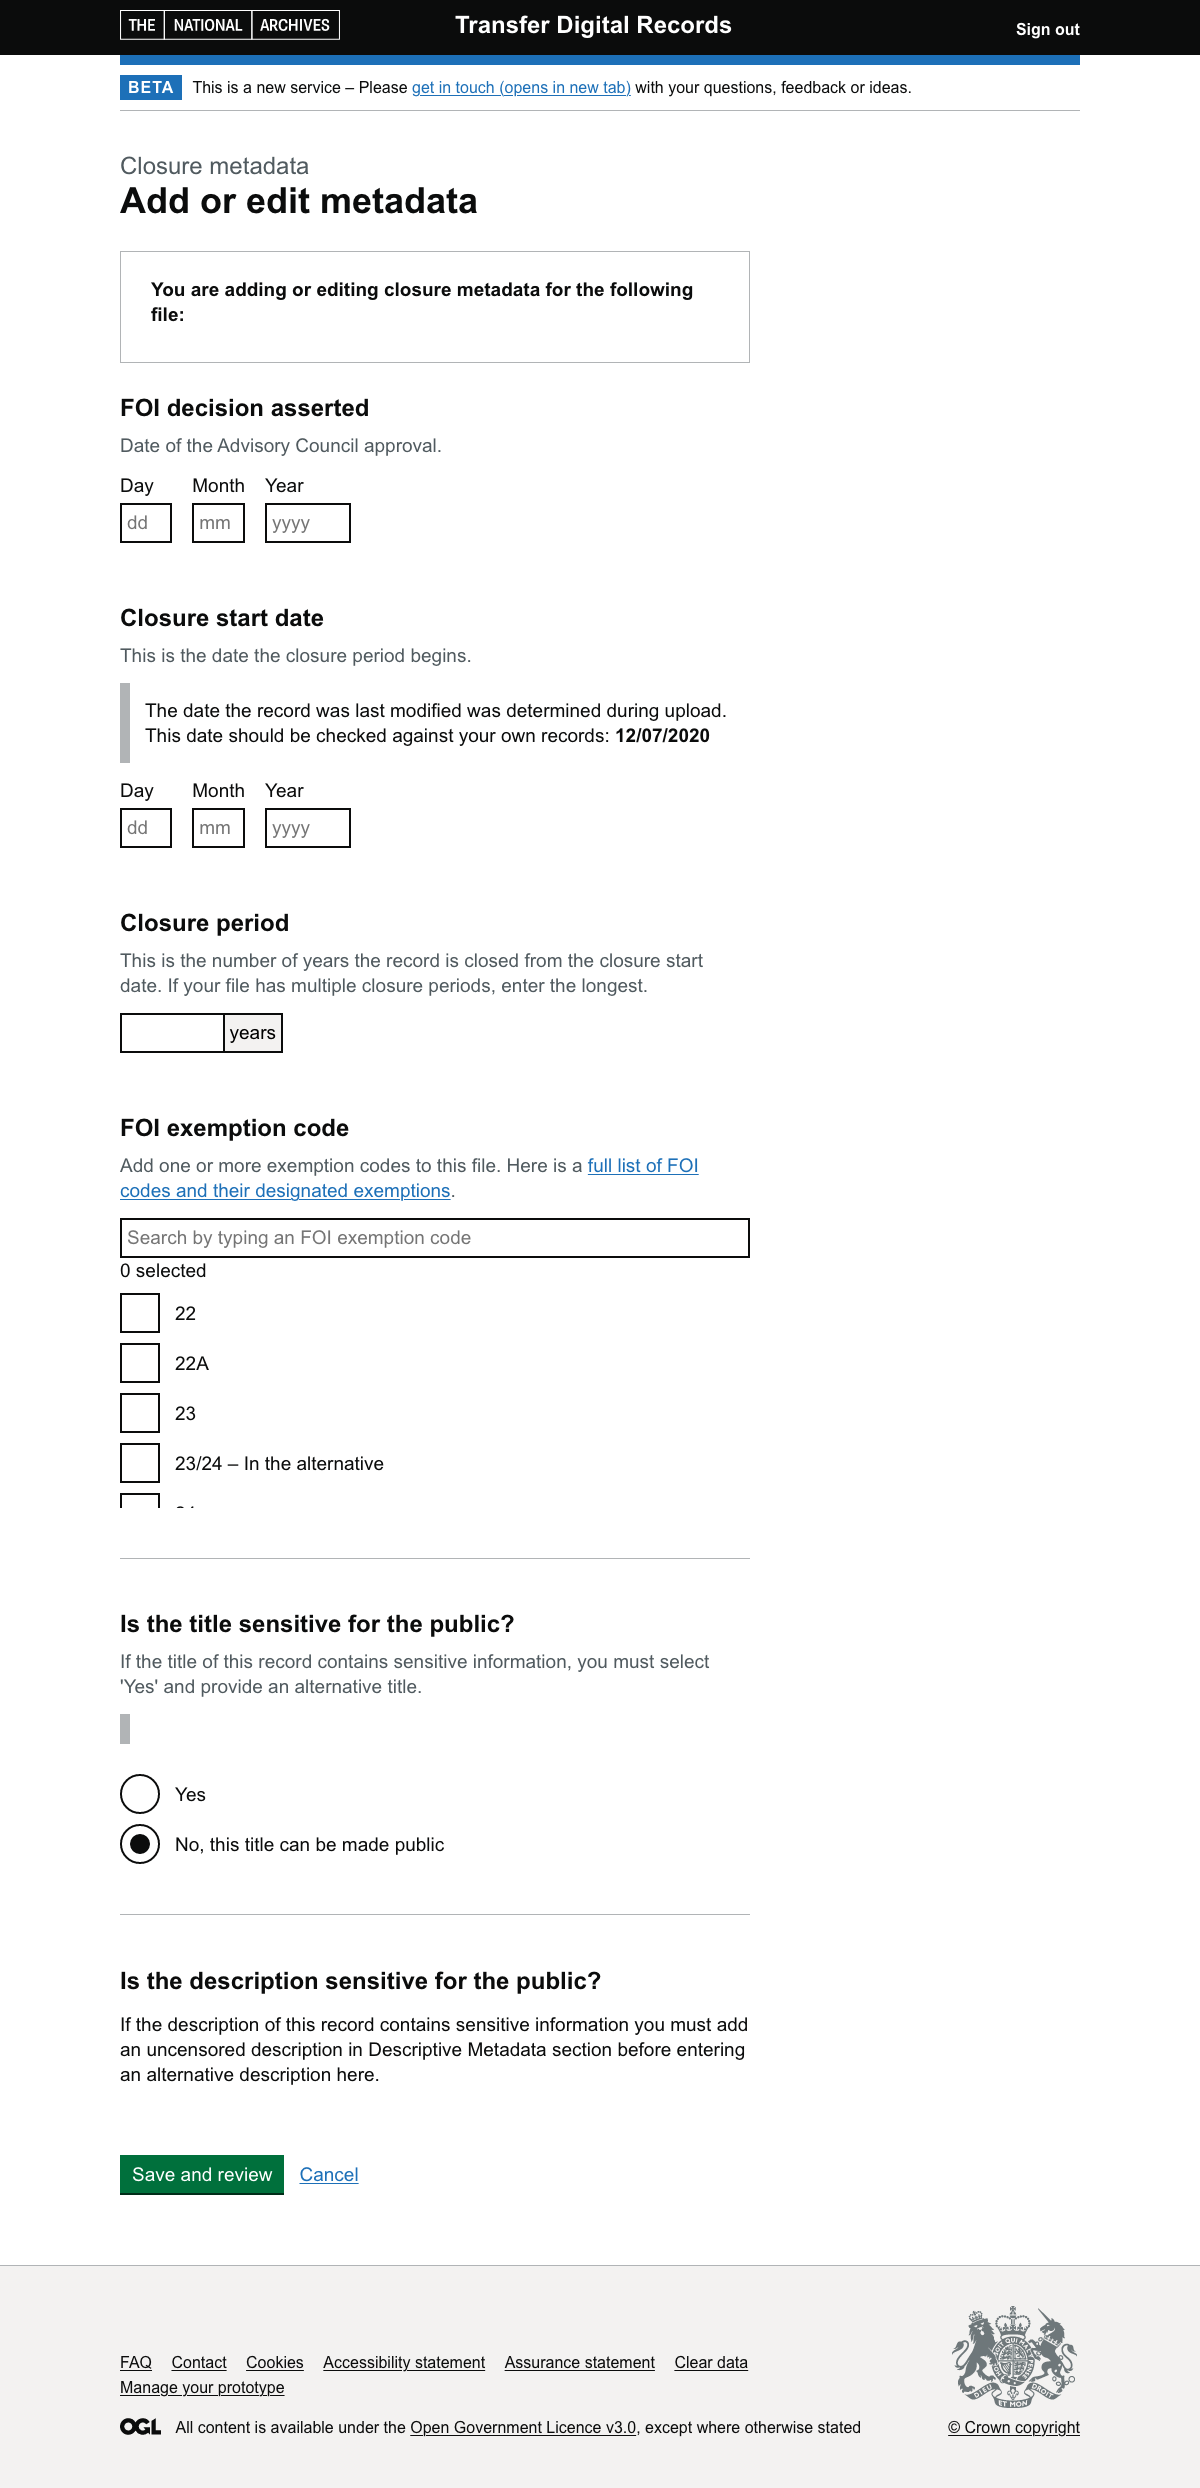 THE NATIONAL ARCHIVES
Transfer Digital Records
Sign out
BETA This is a new service – Please get in touch (opens in new tab) with your questions, feedback or ideas.
Closure metadata
Add or edit metadata
You are adding or editing closure metadata for the following
file:
FOI decision asserted
Date of the Advisory Council approval.
Day Month Year
dd mm yyyy
Closure start date
This is the date the closure period begins.
The date the record was last modified was determined during upload.
This date should be checked against your own records: 12/07/2020
Day Month Year
dd mm yyyy
Closure period
This is the number of years the record is closed from the closure start
date. If your file has multiple closure periods, enter the longest.
years
FOI exemption code
Add one or more exemption codes to this file. Here is a full list of FOI
codes and their designated exemptions.
Search by typing an FOI exemption code
0 selected
22
22A
23
23/24 – In the alternative
Is the title sensitive for the public?
If the title of this record contains sensitive information, you must select
'Yes' and provide an alternative title.
Yes
No, this title can be made public
Is the description sensitive for the public?
If the description of this record contains sensitive information you must add
an uncensored description in Descriptive Metadata section before entering
an alternative description here.
Save and review Cancel
FAQ Contact Cookies Accessibility statement Assurance statement Clear data
Manage your prototype
OGL All content is available under the Open Government Licence v3.0, except where otherwise stated
© Crown copyright